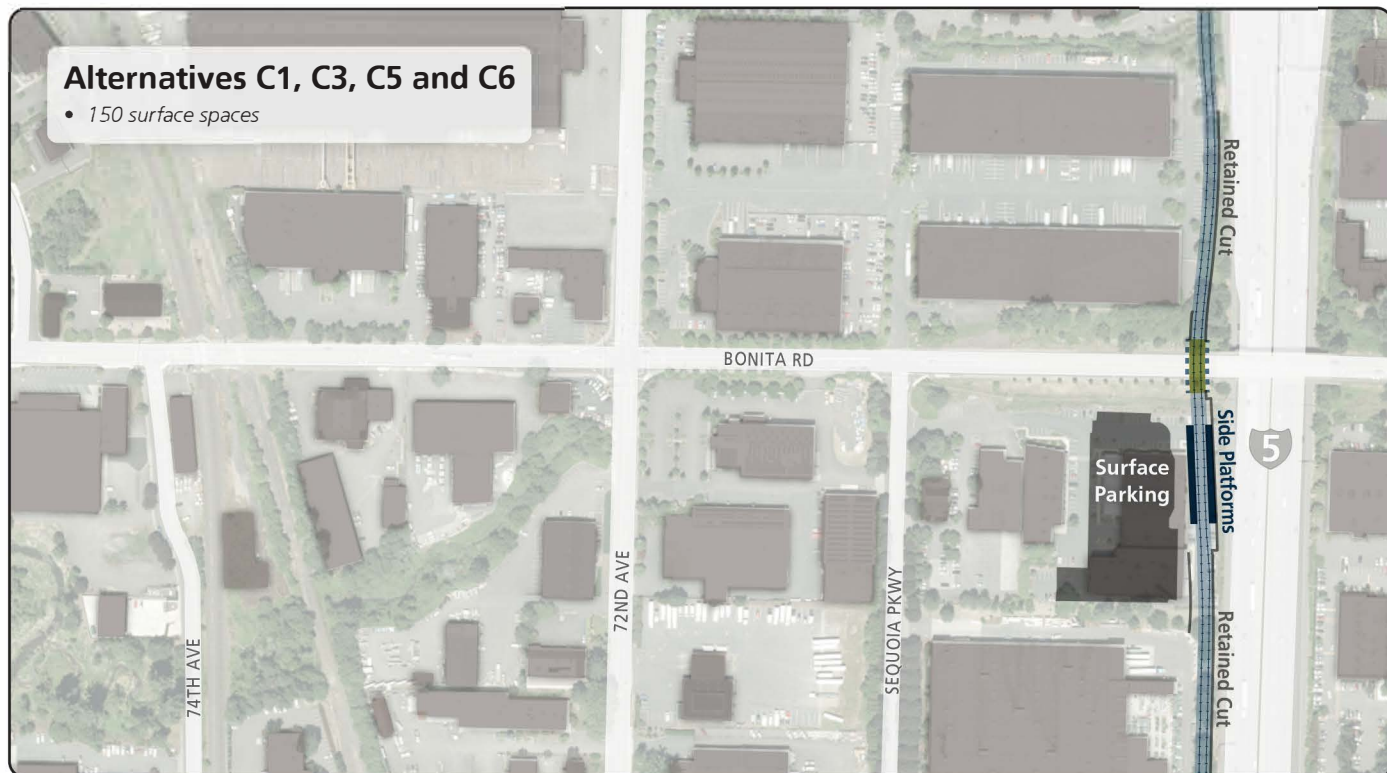 Alternatives C1, C3, C5 and C6
• 150 surface spaces
Retained Cut
BONITA RD
Side Platforms
5
Surface
Parking
72ND AVE
SEQUOIA PKWY
74TH AVE
Retained Cut